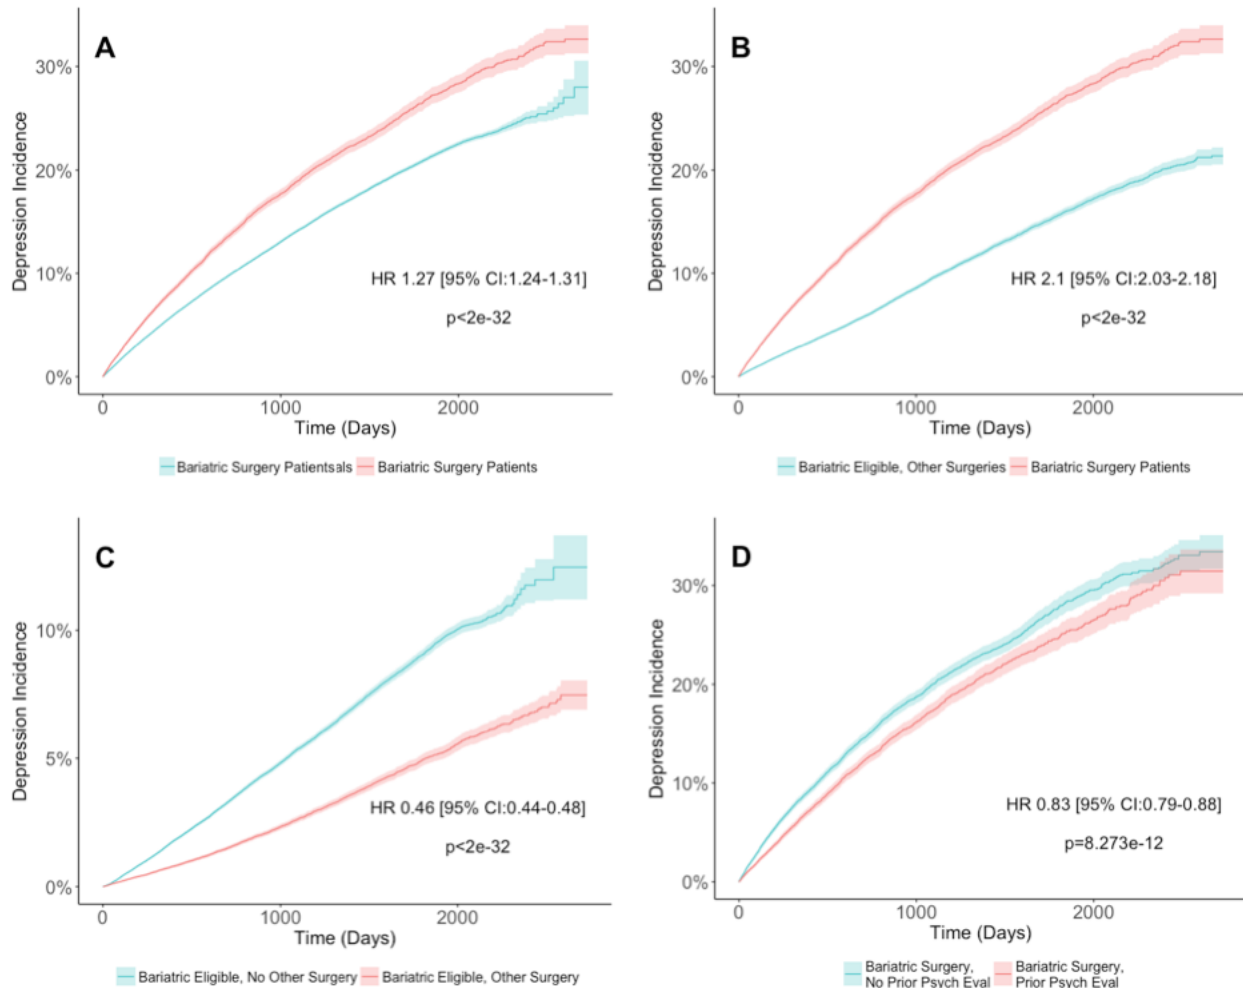 A
Depression Incidence
30%
20%
10%
0%
HR 1.27 [95% CI:1.24-1.31]
p<2e-32
0 1000 2000
Time (Days)
Bariatric Surgery Patientsals Bariatric Surgery Patients
B
Depression Incidence
30%
20%
10%
0%
HR 2.1 [95% CI:2.03-2.18]
p<2e-32
0 1000 2000
Time (Days)
Bariatric Eligible, Other Surgeries Bariatric Surgery Patients
C
Depression Incidence
10%
5%
0%
HR 0.46 [95% CI:0.44-0.48]
p<2e-32
0 1000 2000
Time (Days)
Bariatric Eligible, No Other Surgery Bariatric Eligible, Other Surgery
D
Depression Incidence
30%
20%
10%
0%
HR 0.83 [95% CI:0.79-0.88]
p=8.273e-12
0 1000 2000
Time (Days)
Bariatric Surgery, Bariatric Surgery,
No Prior Psych Eval Prior Psych Eval